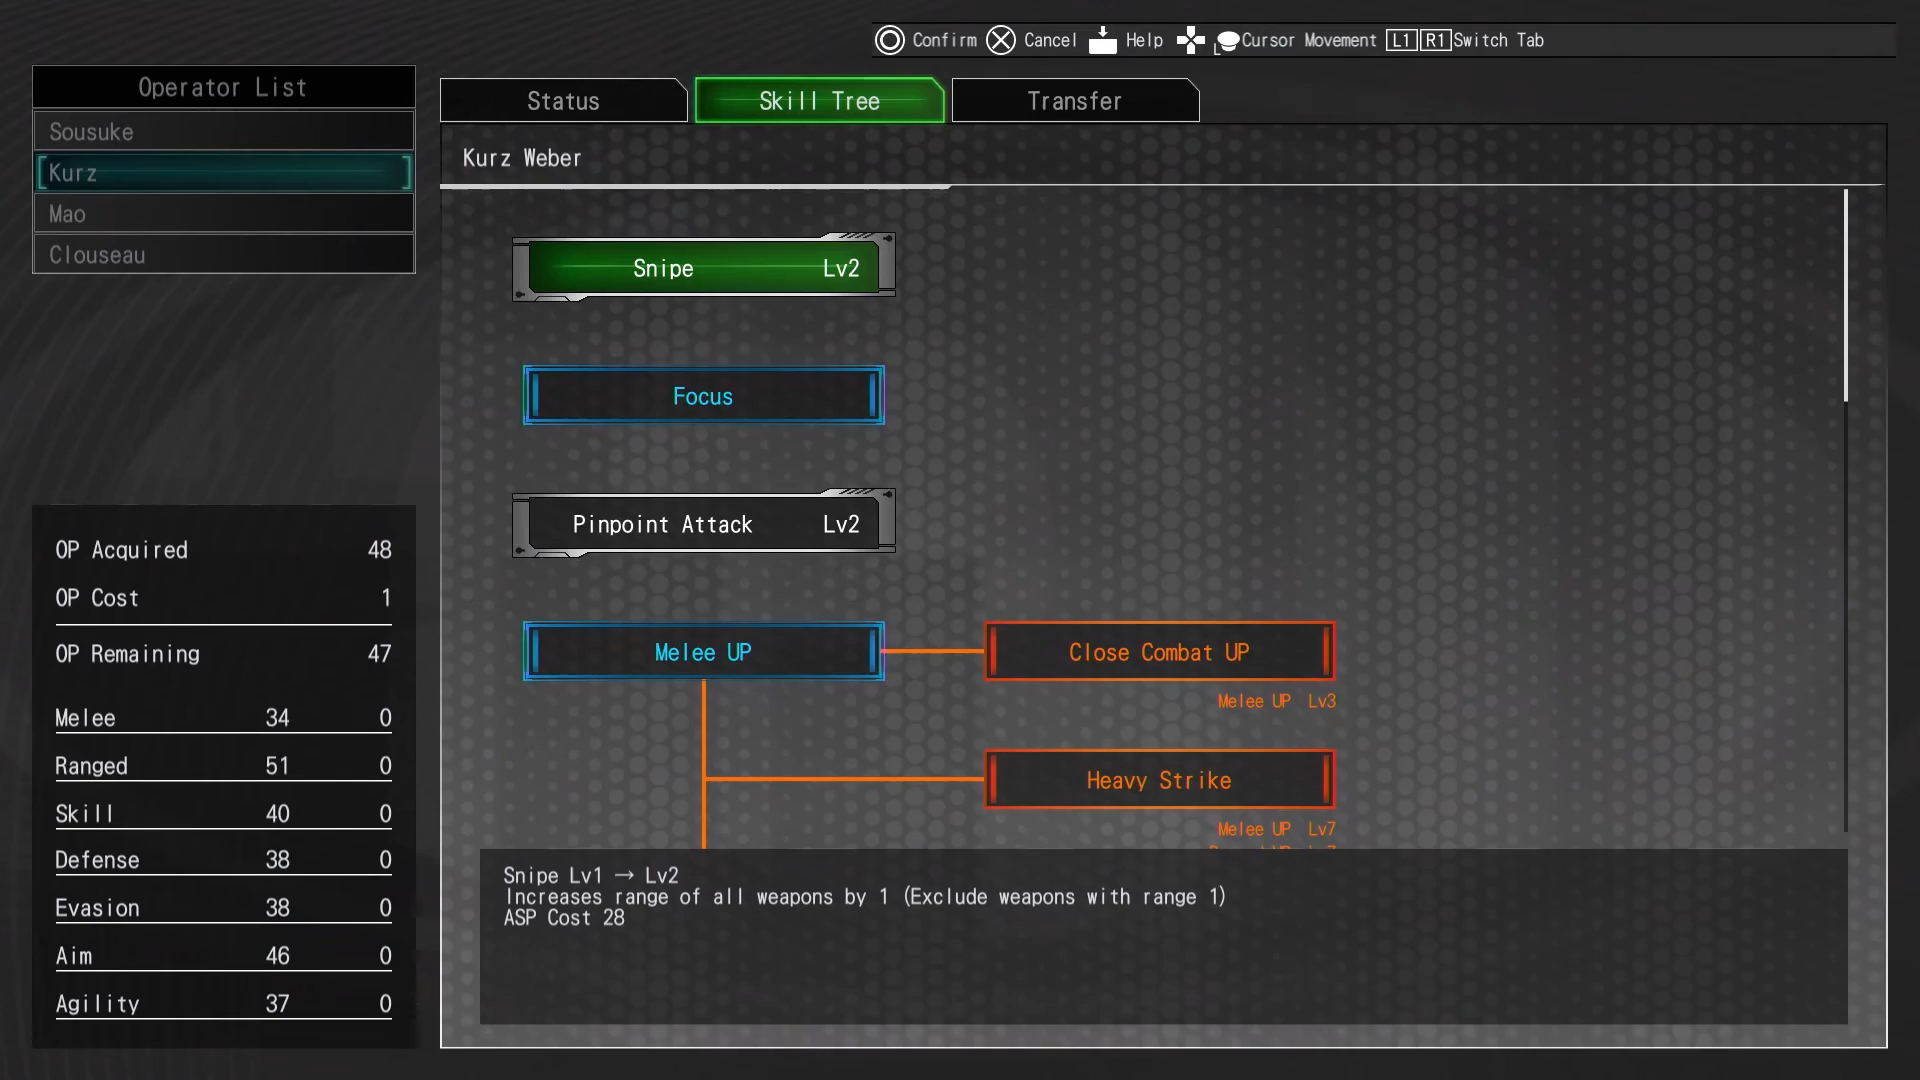 Confirm Cancel Help Cursor Movement L1 R1 Switch Tab
Operator List
Sousuke
Kurz
Mao
Clouseau
Status Skill Tree Transfer
Kurz Weber
Snipe Lv2
Focus
Pinpoint Attack Lv2
Melee UP
Close Combat UP
Melee UP Lv3
Heavy Strike
Melee UP Lv7
OP Acquired 48
OP Cost 1
OP Remaining 47
Melee 34 0
Ranged 51 0
Skill 40 0
Defense 38 0
Evasion 38 0
Aim 46 0
Agility 37 0
Snipe Lv1 → Lv2
Increases range of all weapons by 1 (Exclude weapons with range 1)
ASP Cost 28